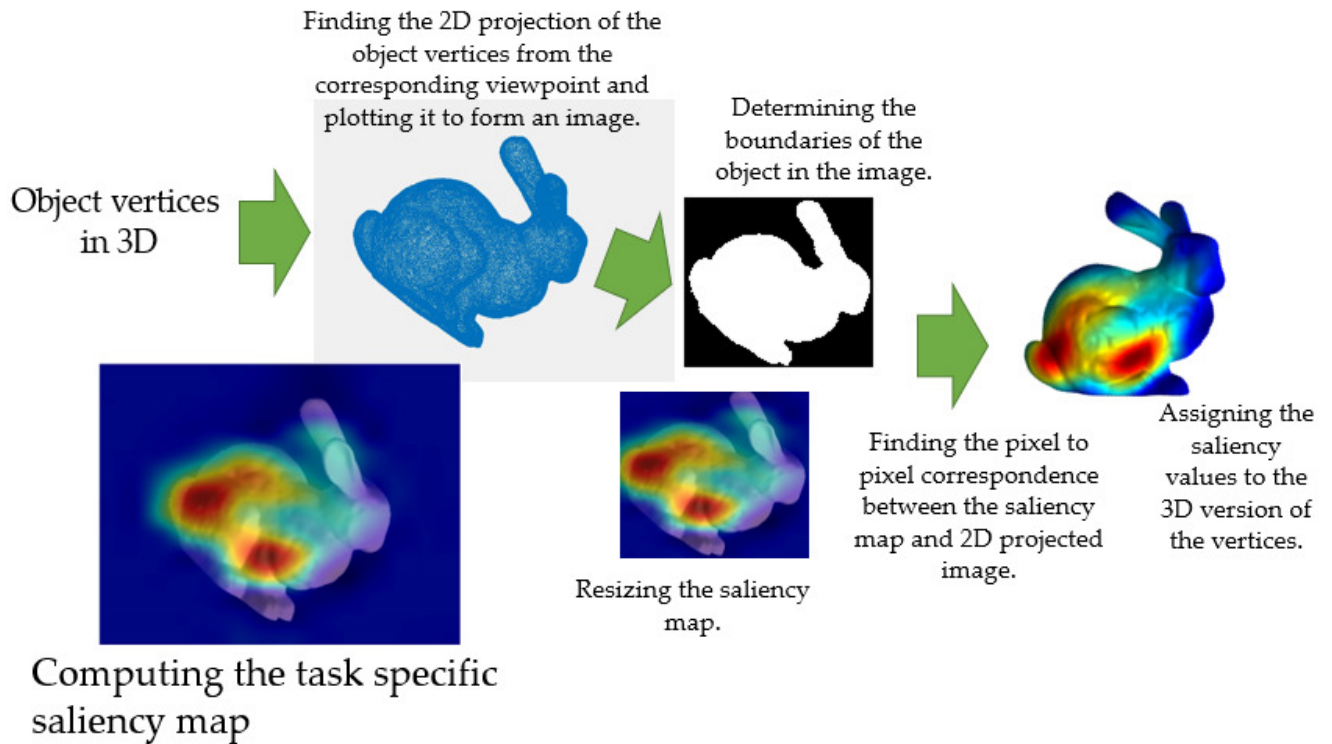 Finding the 2D projection of the
object vertices from the
corresponding viewpoint and
plotting it to form an image.
Determining the
boundaries of the
object in the image.
Object vertices
in 3D
Finding the pixel to
pixel correspondence
between the saliency
map and 2D projected
image.
Assigning the
saliency
values to the
3D version of
the vertices.
Resizing the saliency
map.
Computing the task specific
saliency map